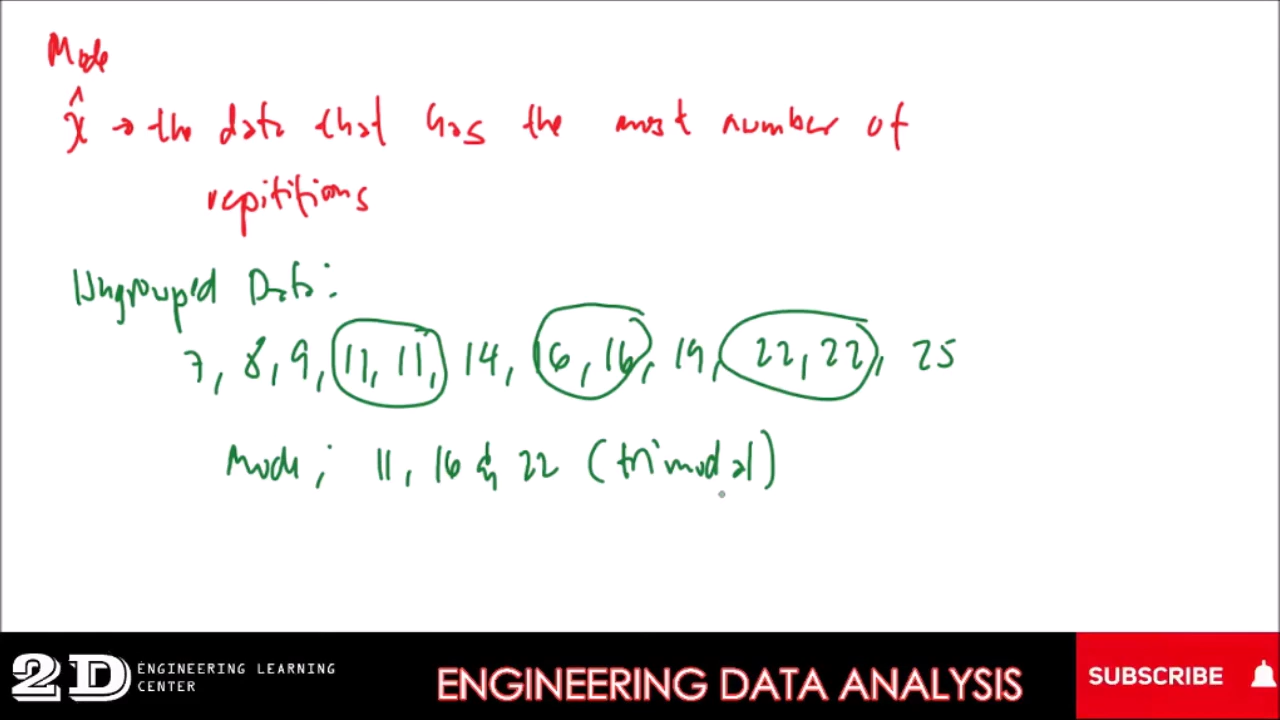 Mode
x̂ → the data that has the most number of
repititions
Ungrouped Data:
7, 8, 9, 11, 11, 14, 16, 16, 19, 22, 22, 25
Mode; 11, 16 & 22 (trimodal)
2D ENGINEERING LEARNING
CENTER
ENGINEERING DATA ANALYSIS
SUBSCRIBE